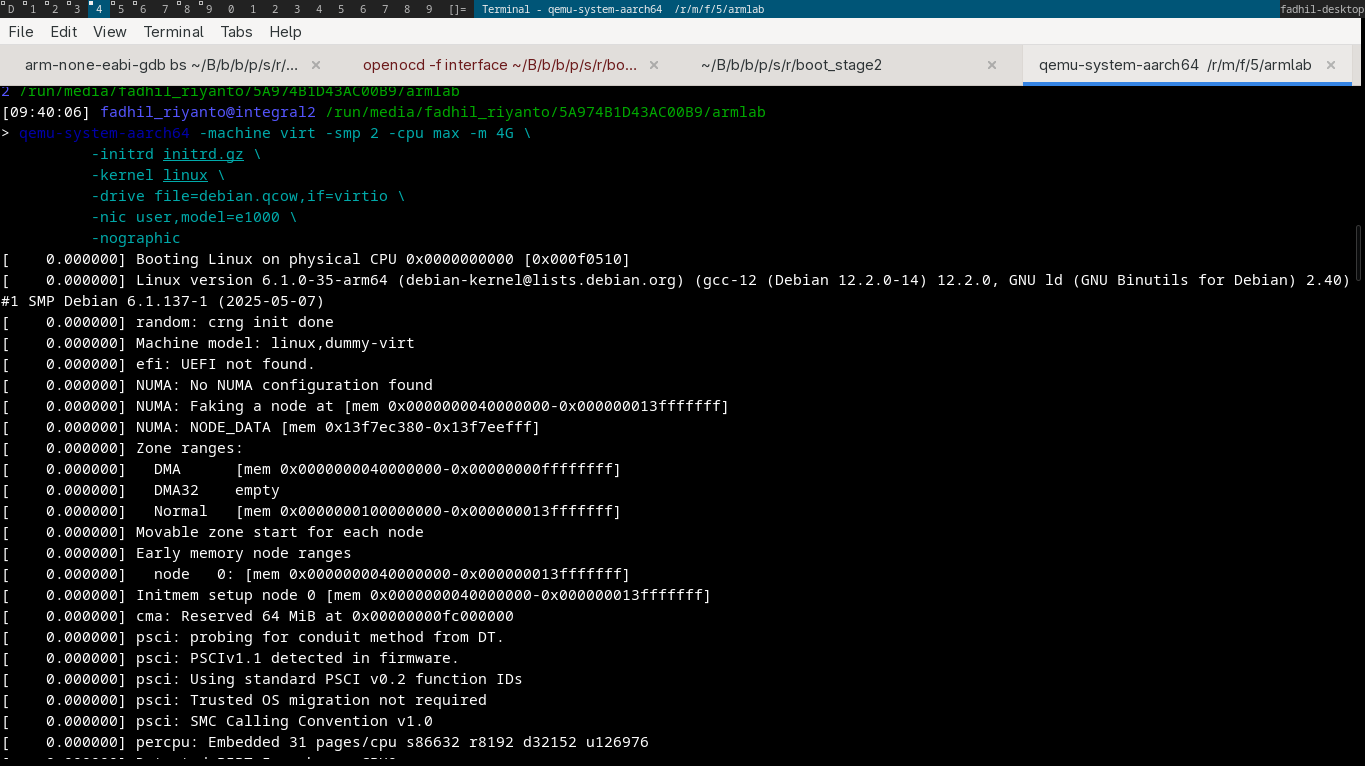 D 1 2 3 4 5 6 7 8 9 0 1 2 3 4 5 6 7 8 9 []= Terminal - qemu-system-aarch64 /r/m/f/5/armlab fadhil-desktop
File Edit View Terminal Tabs Help
arm-none-eabi-gdb bs ~/B/b/b/p/s/r/... × openocd -f interface ~/B/b/b/p/s/r/bo... × ~/B/b/b/p/s/r/boot_stage2 × qemu-system-aarch64 /r/m/f/5/armlab ×
2 /run/media/fadhil_riyanto/5A974B1D43AC00B9/armlab
[09:40:06] fadhil_riyanto@integral2 /run/media/fadhil_riyanto/5A974B1D43AC00B9/armlab
> qemu-system-aarch64 -machine virt -smp 2 -cpu max -m 4G \
-initrd initrd.gz \
-kernel linux \
-drive file=debian.qcow,if=virtio \
-nic user,model=e1000 \
-nographic
[    0.000000] Booting Linux on physical CPU 0x0000000000 [0x000f0510]
[    0.000000] Linux version 6.1.0-35-arm64 (debian-kernel@lists.debian.org) (gcc-12 (Debian 12.2.0-14) 12.2.0, GNU ld (GNU Binutils for Debian) 2.40)
#1 SMP Debian 6.1.137-1 (2025-05-07)
[    0.000000] random: crng init done
[    0.000000] Machine model: linux,dummy-virt
[    0.000000] efi: UEFI not found.
[    0.000000] NUMA: No NUMA configuration found
[    0.000000] NUMA: Faking a node at [mem 0x0000000040000000-0x000000013fffffff]
[    0.000000] NUMA: NODE_DATA [mem 0x13f7ec380-0x13f7eefff]
[    0.000000] Zone ranges:
[    0.000000]   DMA      [mem 0x0000000040000000-0x00000000ffffffff]
[    0.000000]   DMA32    empty
[    0.000000]   Normal   [mem 0x0000000100000000-0x000000013fffffff]
[    0.000000] Movable zone start for each node
[    0.000000] Early memory node ranges
[    0.000000]   node   0: [mem 0x0000000040000000-0x000000013fffffff]
[    0.000000] Initmem setup node 0 [mem 0x0000000040000000-0x000000013fffffff]
[    0.000000] cma: Reserved 64 MiB at 0x00000000fc000000
[    0.000000] psci: probing for conduit method from DT.
[    0.000000] psci: PSCIv1.1 detected in firmware.
[    0.000000] psci: Using standard PSCI v0.2 function IDs
[    0.000000] psci: Trusted OS migration not required
[    0.000000] psci: SMC Calling Convention v1.0
[    0.000000] percpu: Embedded 31 pages/cpu s86632 r8192 d32152 u126976